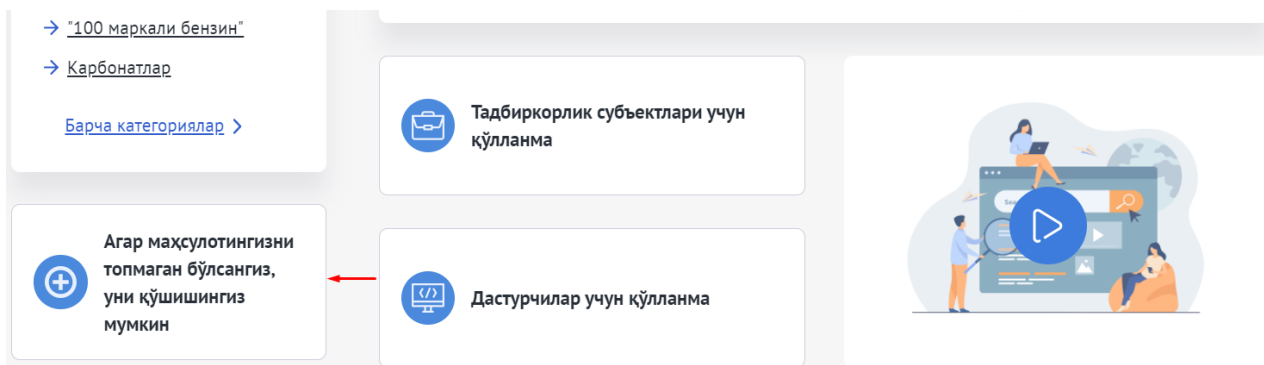 "100 маркали бензин"
Карбонатлар
Барча категориялар
Агар маҳсулотингизни
топмаган бўлсангиз,
уни қўшишингиз
мумкин
Тадбиркорлик субъектлари учун
қўлланма
Дастурчилар учун қўлланма